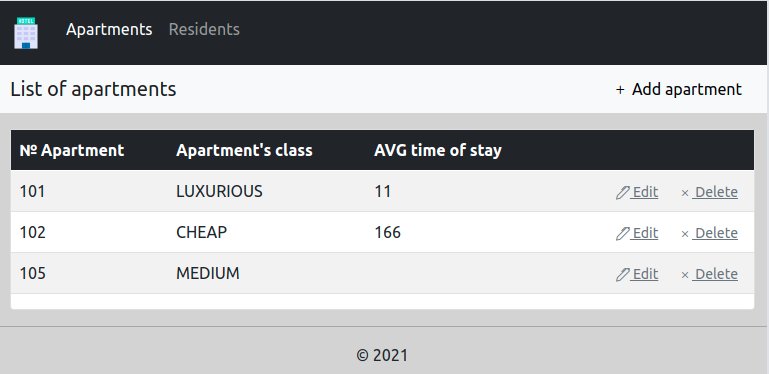 HOTEL
Apartments Residents
List of apartments + Add apartment
№ Apartment Apartment's class AVG time of stay
101 LUXURIOUS 11 Edit × Delete
102 CHEAP 166 Edit × Delete
105 MEDIUM Edit × Delete
© 2021